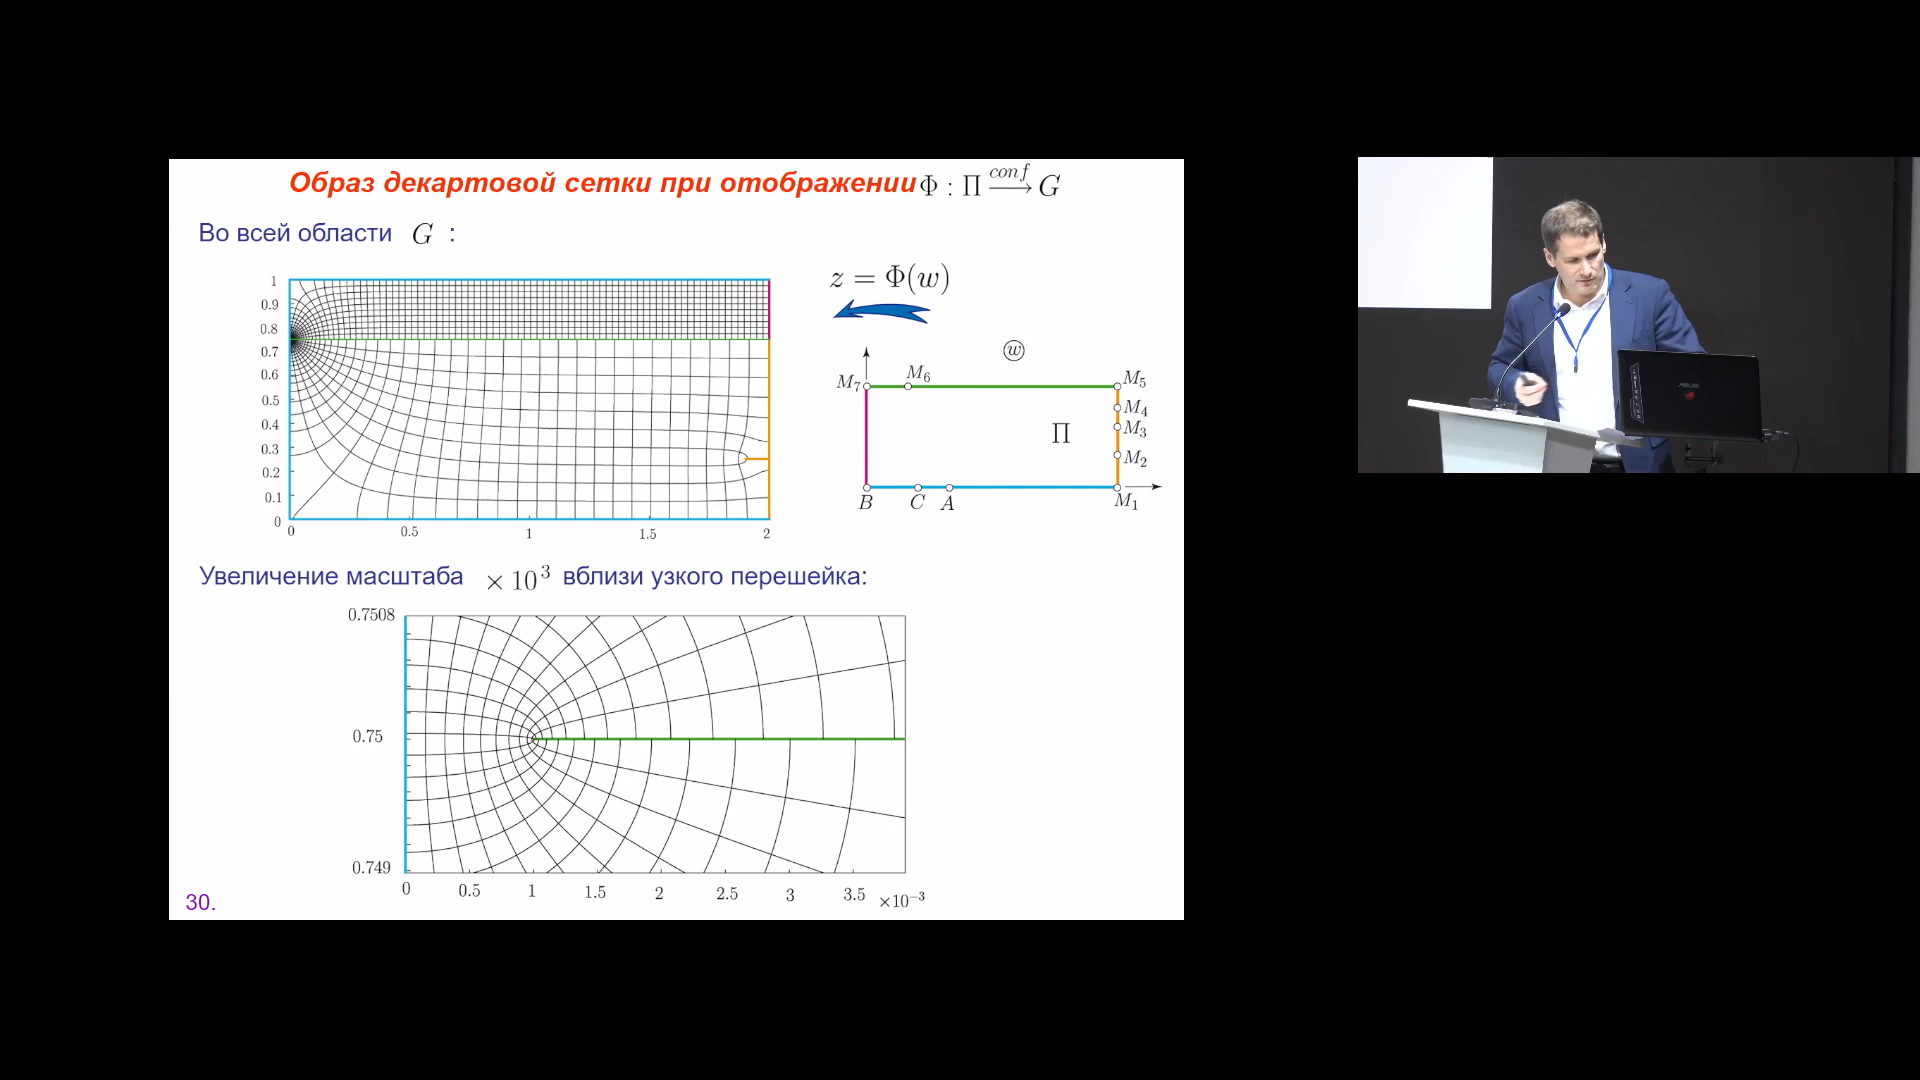 Образ декартовой сетки при отображении Φ : Π conf → G
Во всей области G :
z = Φ(w)
1
0.9
0.8
0.7
0.6
0.5
0.4
0.3
0.2
0.1
0
0 0.5 1 1.5 2
w
M7 M6 M5
M4
M3
M2
Π
B C A M1
Увеличение масштаба ×10³ вблизи узкого перешейка:
0.7508
0.75
0.749
0 0.5 1 1.5 2 2.5 3 3.5 ×10⁻³
30.
ASUS